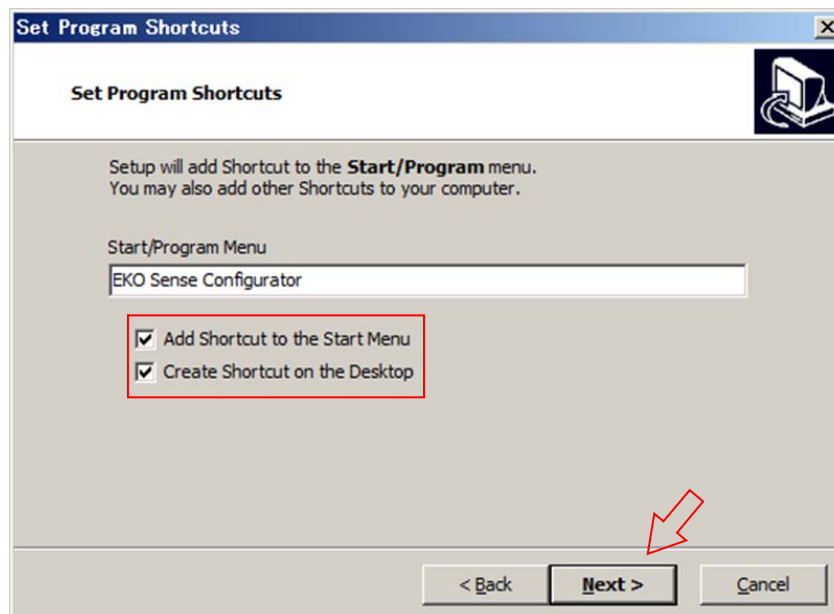 Set Program Shortcuts
Set Program Shortcuts
Setup will add Shortcut to the Start/Program menu.
You may also add other Shortcuts to your computer.
Start/Program Menu
EKO Sense Configurator
Add Shortcut to the Start Menu
Create Shortcut on the Desktop
< Back
Next >
Cancel